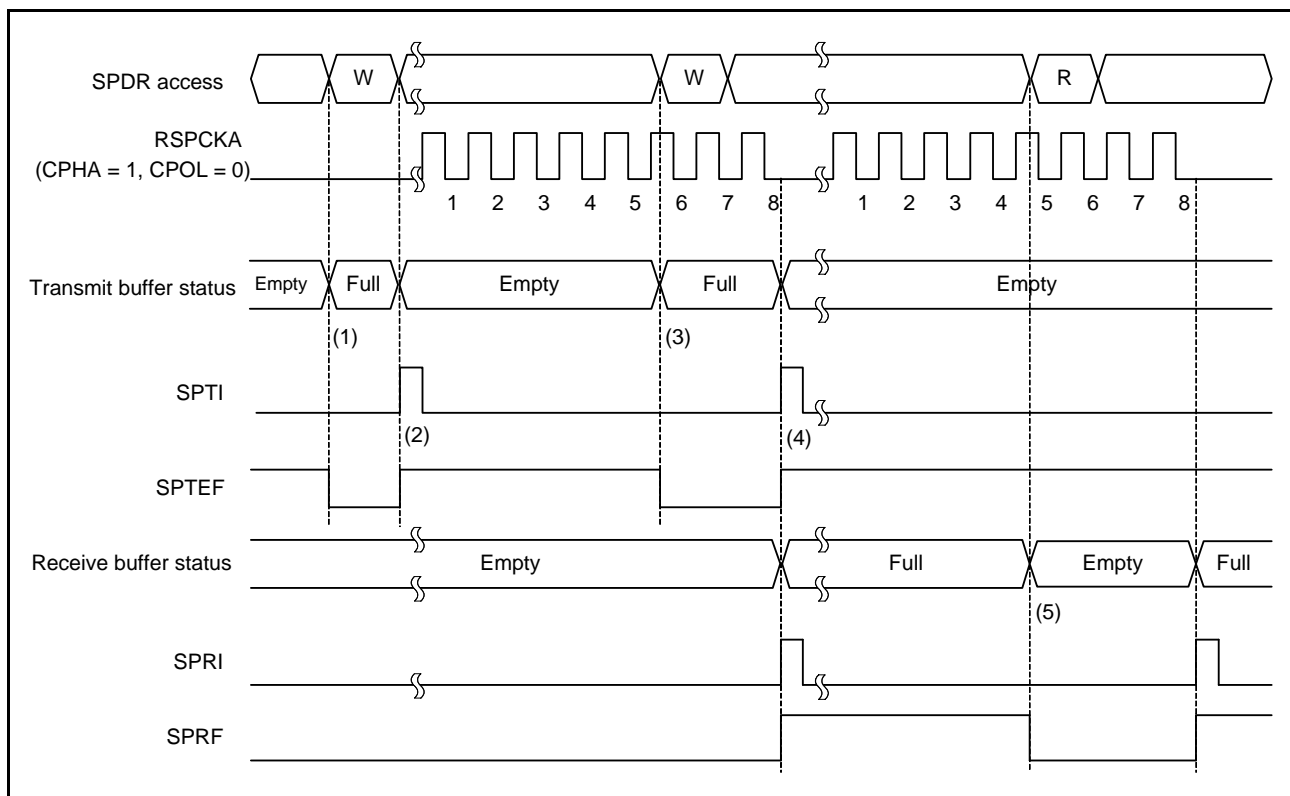 SPDR access W W R
RSPCKA
(CPHA = 1, CPOL = 0)
1 2 3 4 5 6 7 8 1 2 3 4 5 6 7 8
Transmit buffer status Empty Full Empty Full Empty
(1) (3)
SPTI
(2) (4)
SPTEF
Receive buffer status Empty Full Empty Full
(5)
SPRI
SPRF